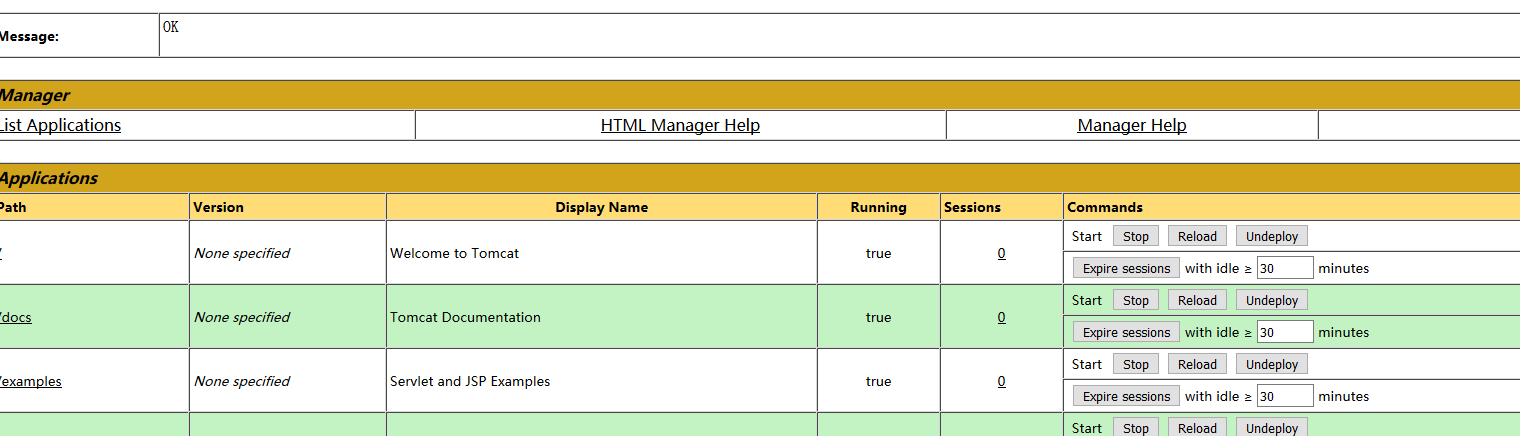 OK
Message:
Manager
List Applications HTML Manager Help Manager Help
Applications
Path Version Display Name Running Sessions Commands
/ None specified Welcome to Tomcat true 0 Start Stop Reload Undeploy
Expire sessions with idle ≥ 30 minutes
/docs None specified Tomcat Documentation true 0 Start Stop Reload Undeploy
Expire sessions with idle ≥ 30 minutes
/examples None specified Servlet and JSP Examples true 0 Start Stop Reload Undeploy
Expire sessions with idle ≥ 30 minutes
Start Stop Reload Undeploy